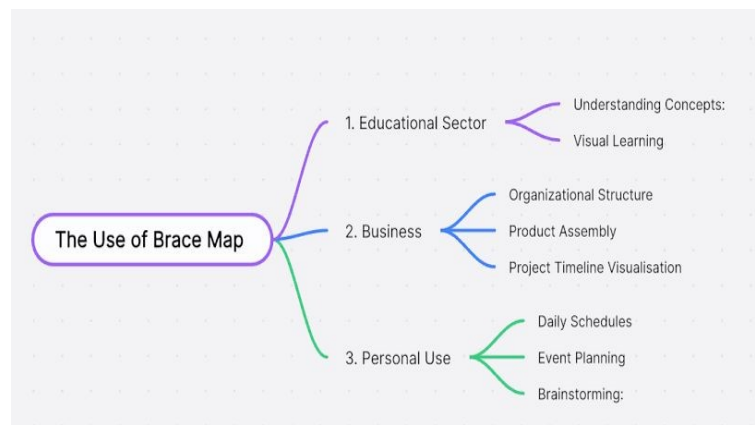 The Use of Brace Map
1. Educational Sector
Understanding Concepts:
Visual Learning
2. Business
Organizational Structure
Product Assembly
Project Timeline Visualisation
3. Personal Use
Daily Schedules
Event Planning
Brainstorming: